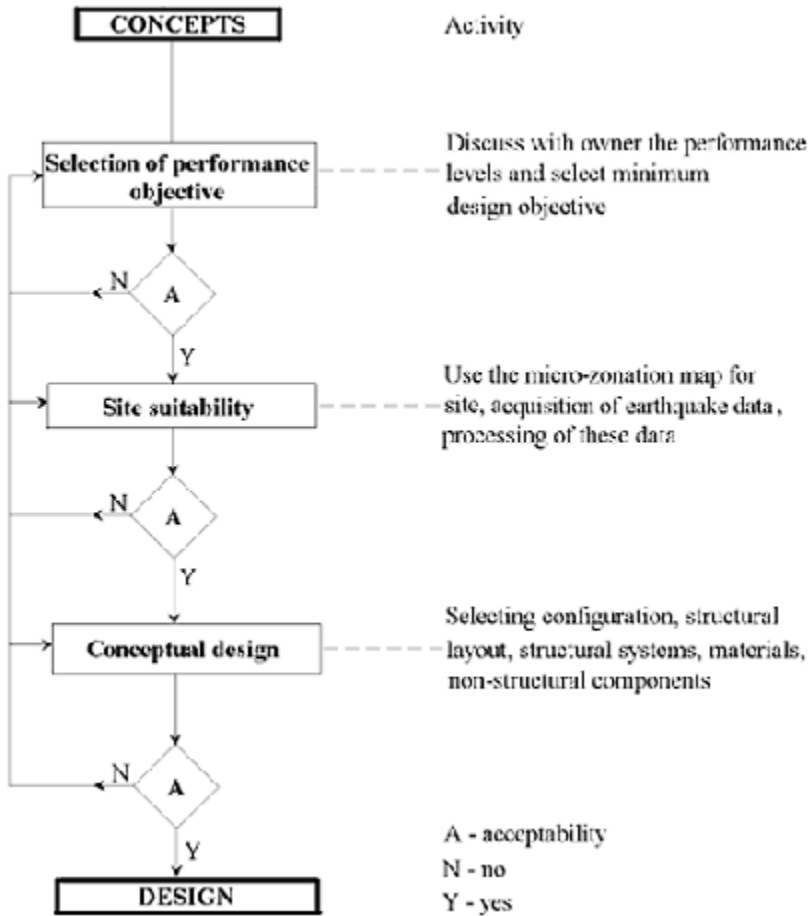 CONCEPTS
Activity
Selection of performance
objective
Discuss with owner the performance
levels and select minimum
design objective
N
A
Y
Site suitability
Use the micro-zonation map for
site, acquisition of earthquake data,
processing of these data
N
A
Y
Conceptual design
Selecting configuration, structural
layout, structural systems, materials,
non-structural components
N
A
Y
DESIGN
A - acceptability
N - no
Y - yes